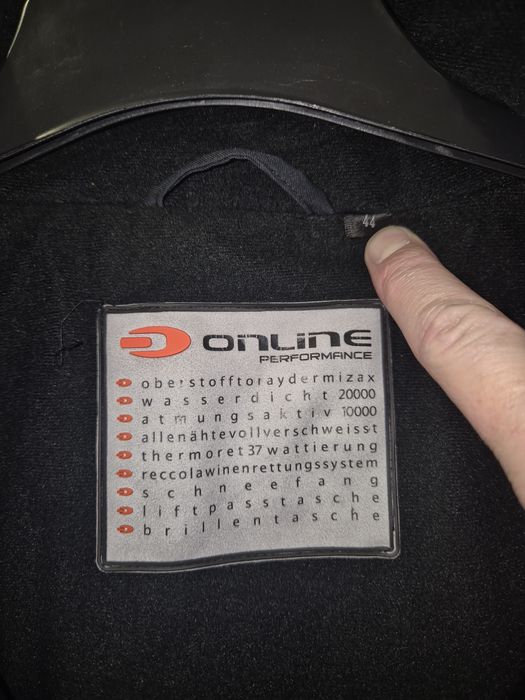 44
ONLINE
PERFORMANCE
oberstofftoraydermizax
wasserdicht 20000
atmungsaktiv 10000
allenähtevollverschweisst
thermoret 37 wattierung
reccolawinenrettungssystem
schneefang
liftpasstasche
brillentasche